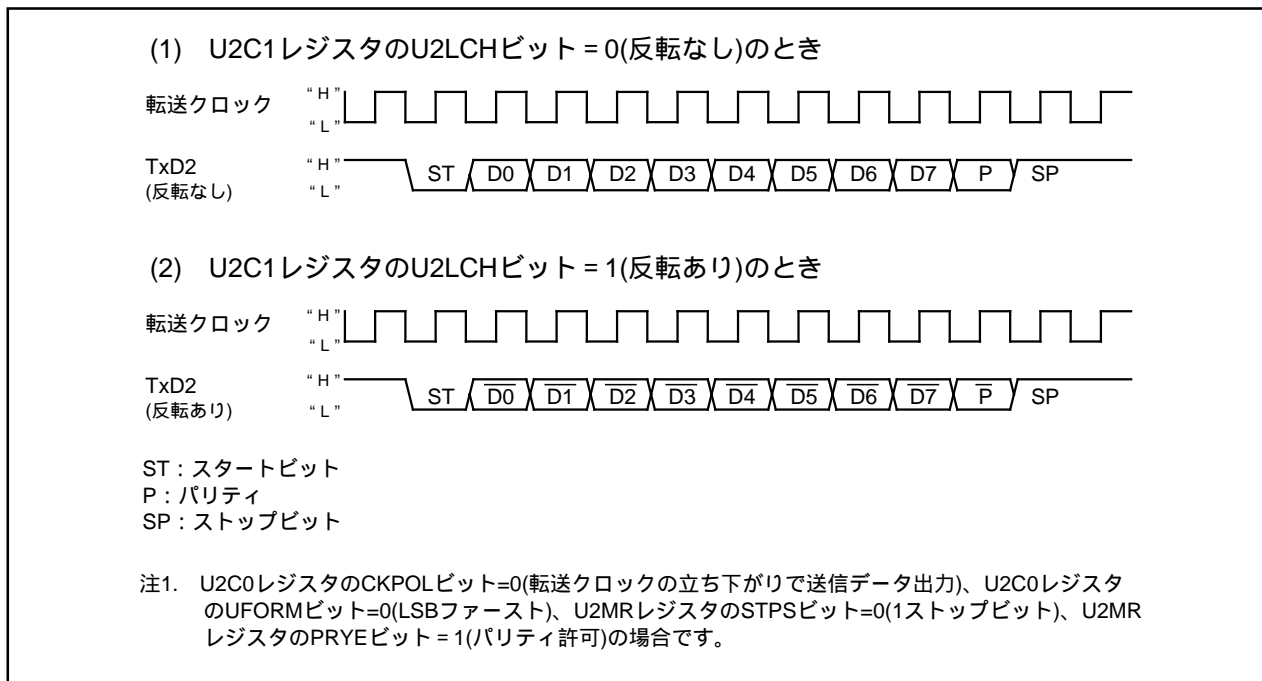 (1) U2C1レジスタのU2LCHビット = 0(反転なし)のとき
転送クロック
“ H ”
“ L ”
TxD2
(反転なし)
“ H ”
“ L ”
ST D0 D1 D2 D3 D4 D5 D6 D7 P SP
(2) U2C1レジスタのU2LCHビット = 1(反転あり)のとき
転送クロック
“ H ”
“ L ”
TxD2
(反転あり)
“ H ”
“ L ”
ST D̅0̅ D̅1̅ D̅2̅ D̅3̅ D̅4̅ D̅5̅ D̅6̅ D̅7̅ P̅ SP
ST : スタートビット
P : パリティ
SP : ストップビット
注1. U2C0レジスタのCKPOLビット=0(転送クロックの立ち下がりで送信データ出力)、U2C0レジスタ
のUFORMビット=0(LSBファースト)、U2MRレジスタのSTPSビット=0(1ストップビット)、U2MR
レジスタのPRYEビット = 1(パリティ許可)の場合です。